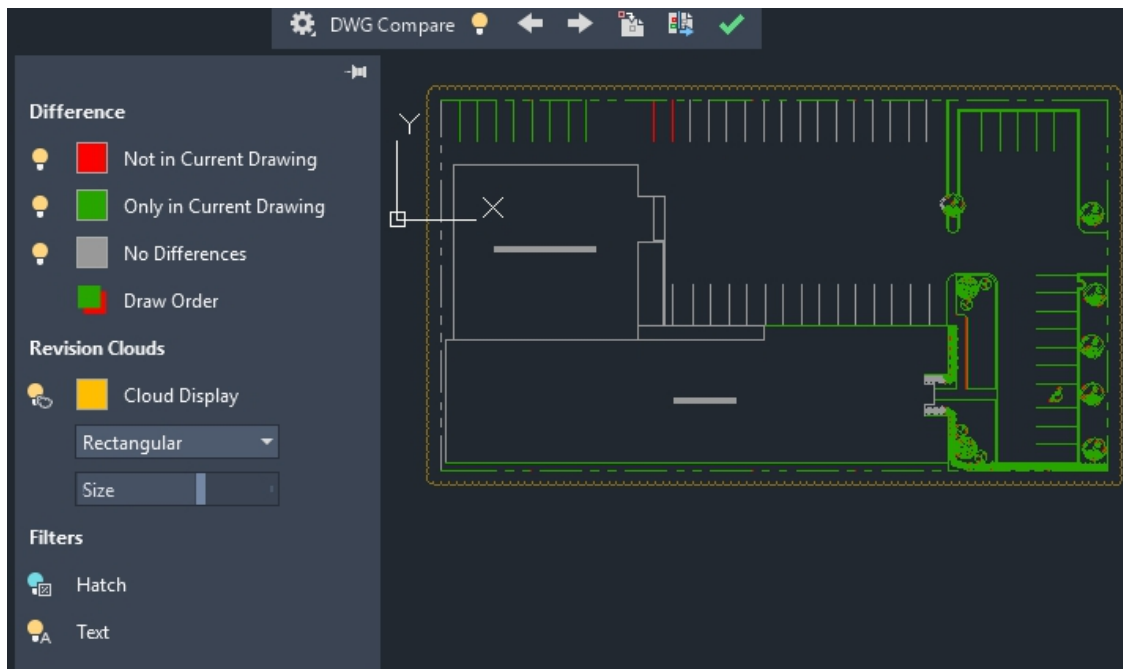 DWG Compare
Difference
Not in Current Drawing
Only in Current Drawing
No Differences
Draw Order
Revision Clouds
Cloud Display
Rectangular
Size
Filters
Hatch
A Text
Y
X